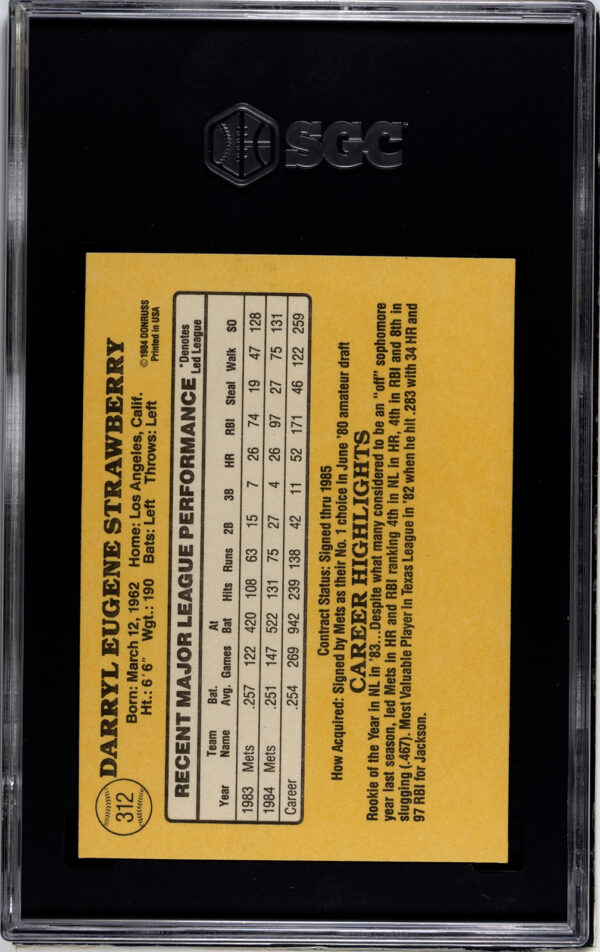 SGC
312
DARRYL EUGENE STRAWBERRY
Born: March 12, 1962 Home: Los Angeles, Calif.
Ht.: 6'6" Wgt.: 190 Bats: Left Throws: Left
©1984 DONRUSS
Printed in USA
RECENT MAJOR LEAGUE PERFORMANCE
*Denotes
Led League
Year Team Name Bat. Avg. Games At Bat Hits Runs 2B 3B HR RBI Steal Walk SO
1983 Mets .257 122 420 108 63 15 7 26 74 19 47 128
1984 Mets .251 147 522 131 75 27 4 26 97 27 75 131
Career .254 269 942 239 138 42 11 52 171 46 122 259
Contract Status: Signed thru 1985
How Acquired: Signed by Mets as their No. 1 choice in June '80 amateur draft
CAREER HIGHLIGHTS
Rookie of the Year in NL in '83...Despite what many considered to be an "off" sophomore
year last season, led Mets in HR and RBI ranking 4th in NL in HR, 4th in RBI and 8th in
slugging (.467). Most Valuable Player in Texas League in '82 when he hit .283 with 34 HR and
97 RBI for Jackson.